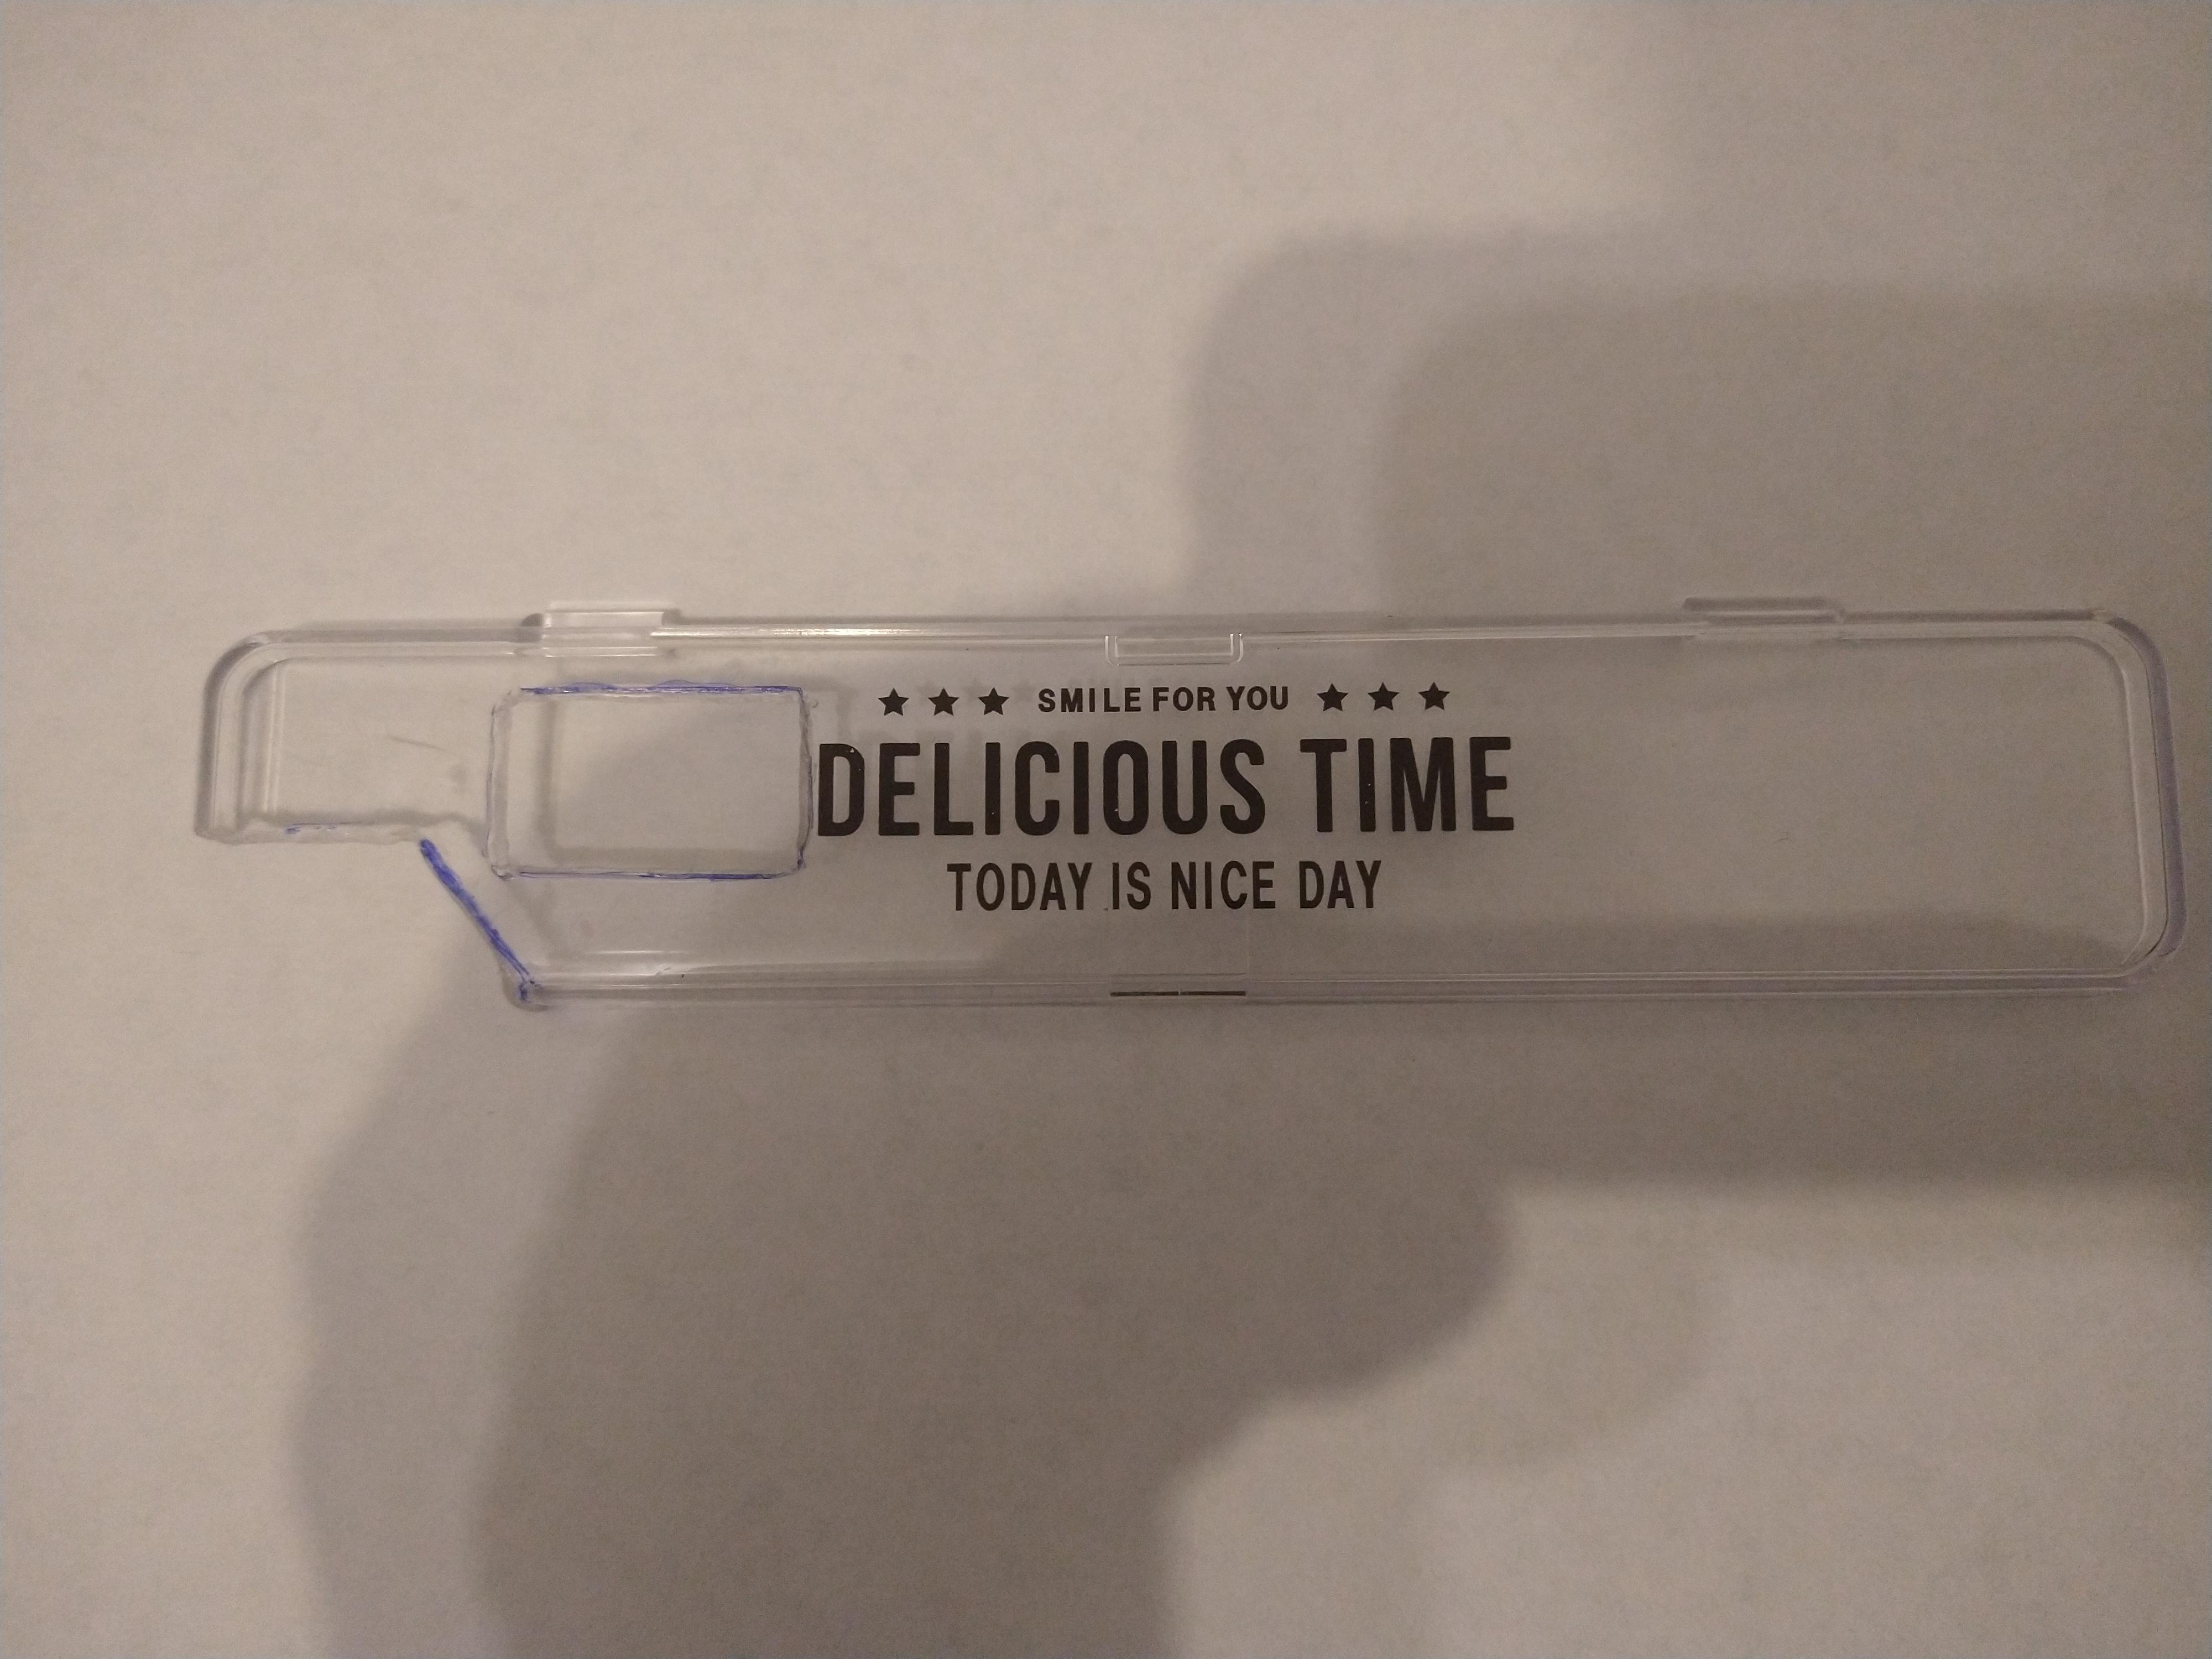 ★ ★ ★ SMILE FOR YOU ★ ★ ★
DELICIOUS TIME
TODAY IS NICE DAY